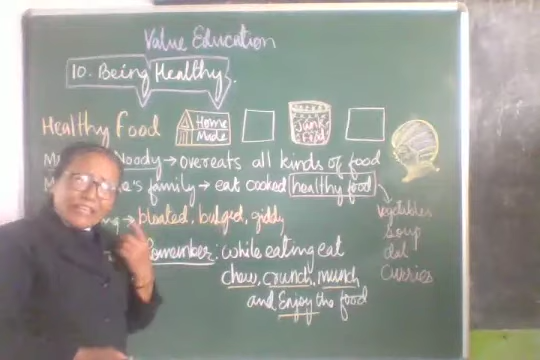 Value Education
10. Being Healthy
Healthy Food
Home
Made
Junk
Food
Noody → overeats all kinds of food
's family → eat cooked healthy food
→ bloated, bulged, giddy
Vegetables
Soup
dal
Curries
Remember: while eating eat
chew, crunch, munch
and Enjoy the food